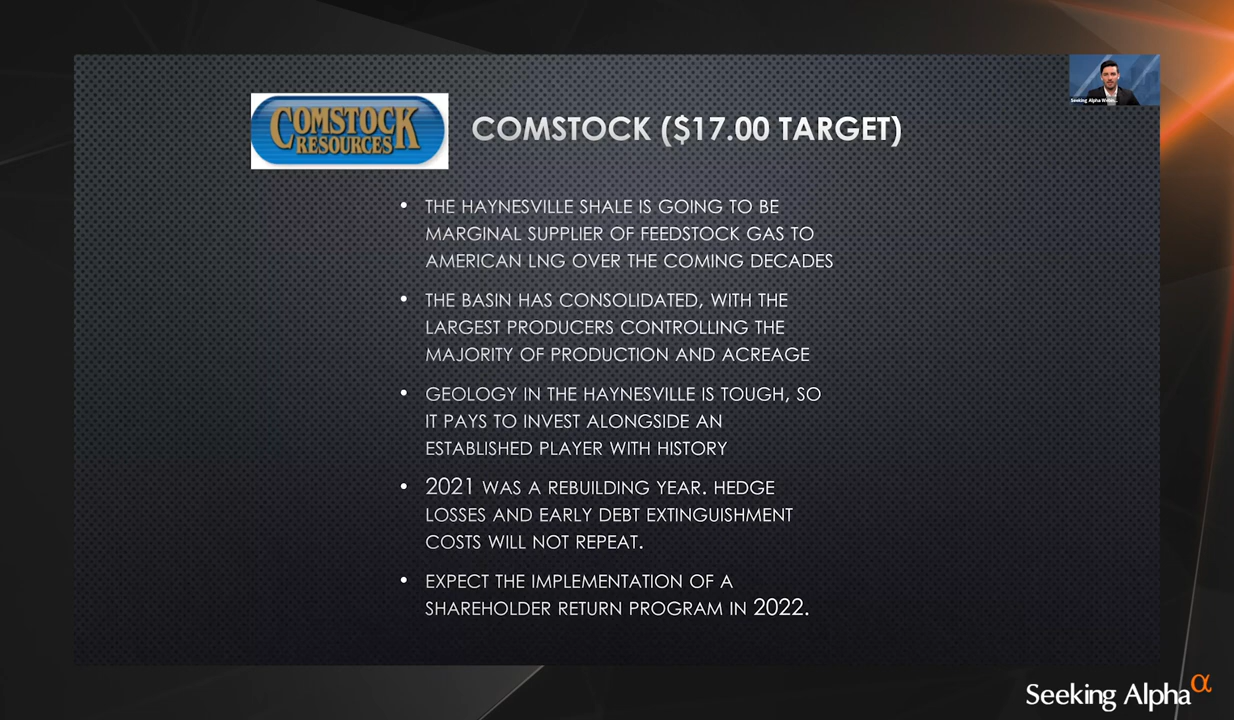 COMSTOCK
RESOURCES
COMSTOCK ($17.00 TARGET)
Seeking Alpha
• THE HAYNESVILLE SHALE IS GOING TO BE
MARGINAL SUPPLIER OF FEEDSTOCK GAS TO
AMERICAN LNG OVER THE COMING DECADES
• THE BASIN HAS CONSOLIDATED, WITH THE
LARGEST PRODUCERS CONTROLLING THE
MAJORITY OF PRODUCTION AND ACREAGE
• GEOLOGY IN THE HAYNESVILLE IS TOUGH, SO
IT PAYS TO INVEST ALONGSIDE AN
ESTABLISHED PLAYER WITH HISTORY
• 2021 WAS A REBUILDING YEAR. HEDGE
LOSSES AND EARLY DEBT EXTINGUISHMENT
COSTS WILL NOT REPEAT.
• EXPECT THE IMPLEMENTATION OF A
SHAREHOLDER RETURN PROGRAM IN 2022.
Seeking Alpha α